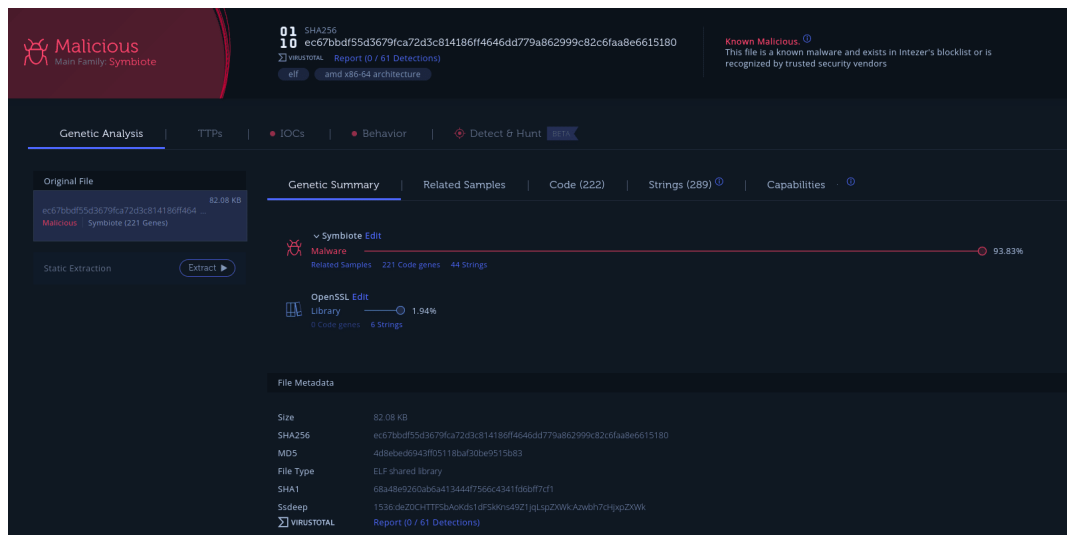 Malicious
Main Family: Symbiote
01
10
SHA256
ec67bbdf55d3679fca72d3c814186ff4646dd779a862999c82c6faa8e6615180
VIRUSTOTAL Report (0 / 61 Detections)
elf amd x86-64 architecture
Known Malicious.
This file is a known malware and exists in Intezer's blocklist or is
recognized by trusted security vendors
Genetic Analysis | TTPs | IOCs | Behavior | Detect & Hunt BETA
Original File
82.08 KB
ec67bbdf55d3679fca72d3c814186ff464 ...
Malicious Symbiote (221 Genes)
Static Extraction Extract
Genetic Summary | Related Samples | Code (222) | Strings (289) | Capabilities
Symbiote Edit
Malware 93.83%
Related Samples 221 Code genes 44 Strings
OpenSSL Edit
Library 1.94%
0 Code genes 6 Strings
File Metadata
Size 82.08 KB
SHA256 ec67bbdf55d3679fca72d3c814186ff4646dd779a862999c82c6faa8e6615180
MD5 4d8ebed6943ff05118baf30be9515b83
File Type ELF shared library
SHA1 68a48e9260ab6a413444f7566c4341fd6bff7cf1
Ssdeep 1536:deZ0CHTTFSbAoKds1dFSkKns49Z1jqLspZXWk:Azwbh7cHjxpZXWk
VIRUSTOTAL Report (0 / 61 Detections)